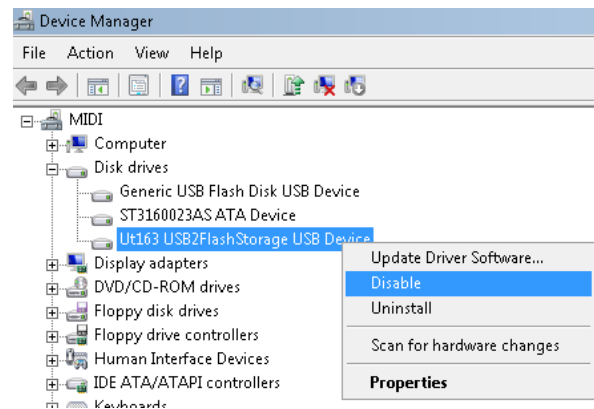 Device Manager
File Action View Help
MIDI
Computer
Disk drives
Generic USB Flash Disk USB Device
ST3160023AS ATA Device
Ut163 USB2FlashStorage USB Device
Display adapters
DVD/CD-ROM drives
Floppy disk drives
Floppy drive controllers
Human Interface Devices
IDE ATA/ATAPI controllers
Keyboards
Update Driver Software...
Disable
Uninstall
Scan for hardware changes
Properties